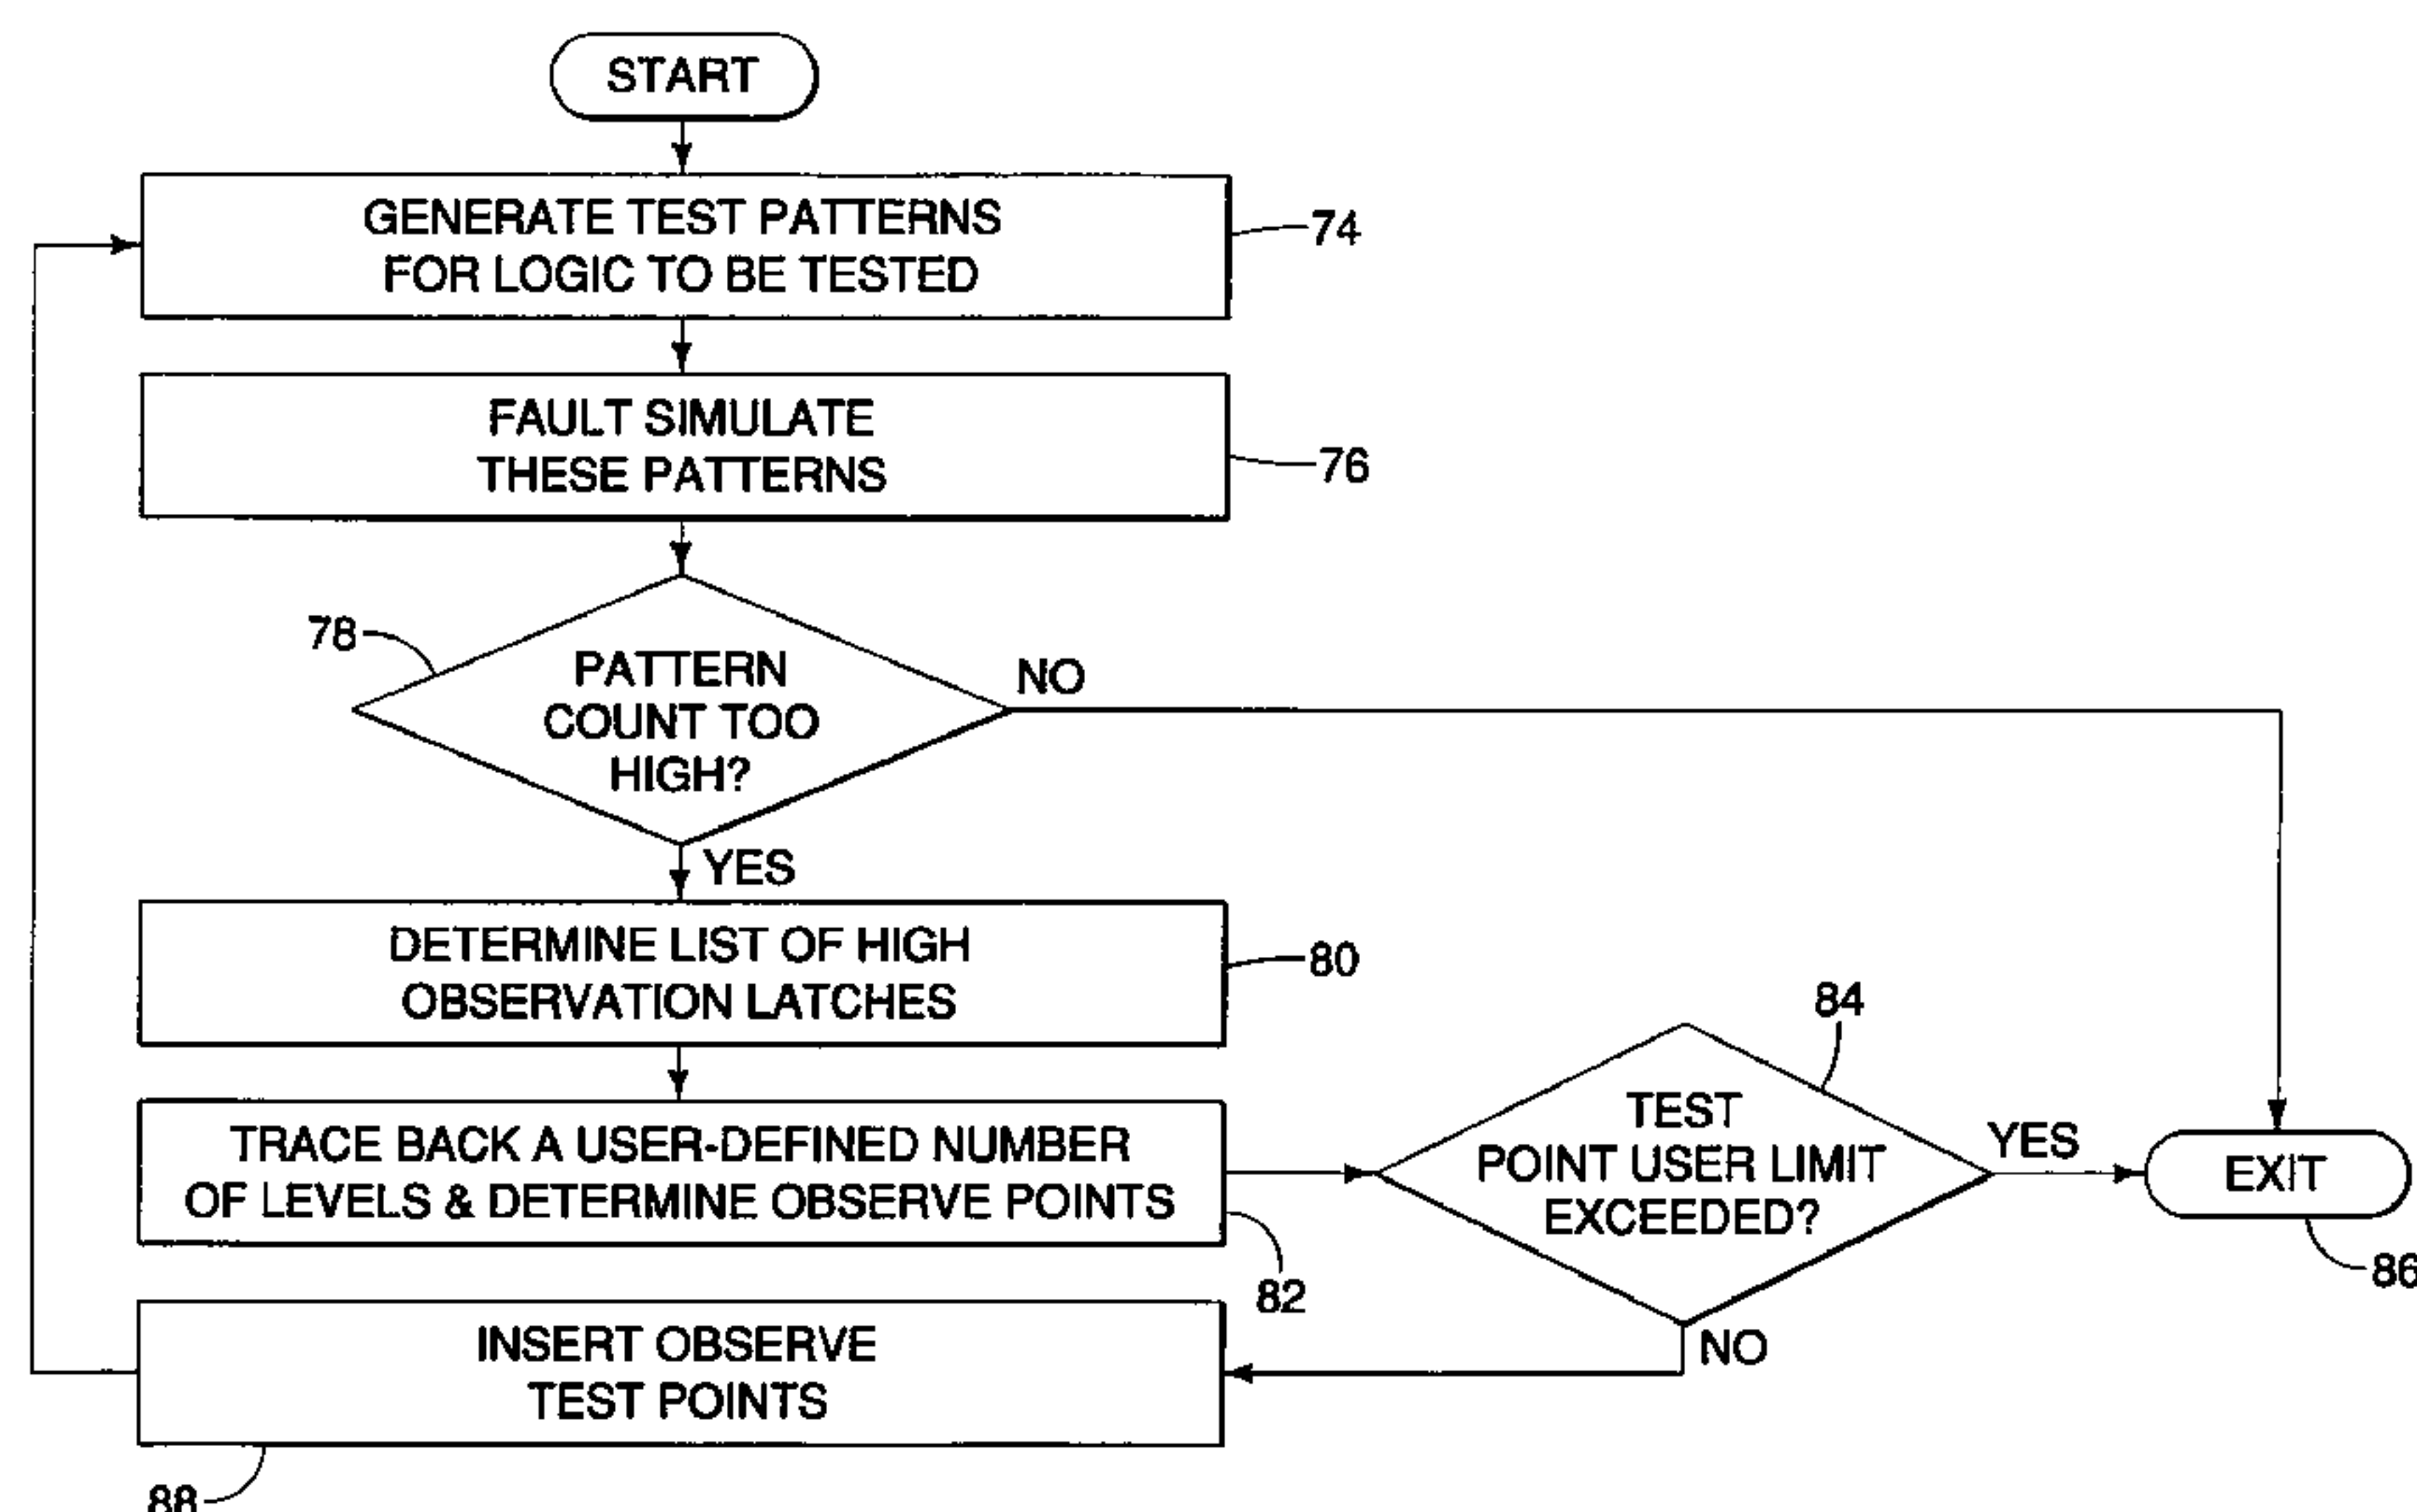 START
GENERATE TEST PATTERNS
FOR LOGIC TO BE TESTED
74
FAULT SIMULATE
THESE PATTERNS
76
78
PATTERN
COUNT TOO
HIGH?
NO
YES
DETERMINE LIST OF HIGH
OBSERVATION LATCHES
80
TRACE BACK A USER-DEFINED NUMBER
OF LEVELS & DETERMINE OBSERVE POINTS
82
84
TEST
POINT USER LIMIT
EXCEEDED?
YES
EXIT
86
NO
INSERT OBSERVE
TEST POINTS
88